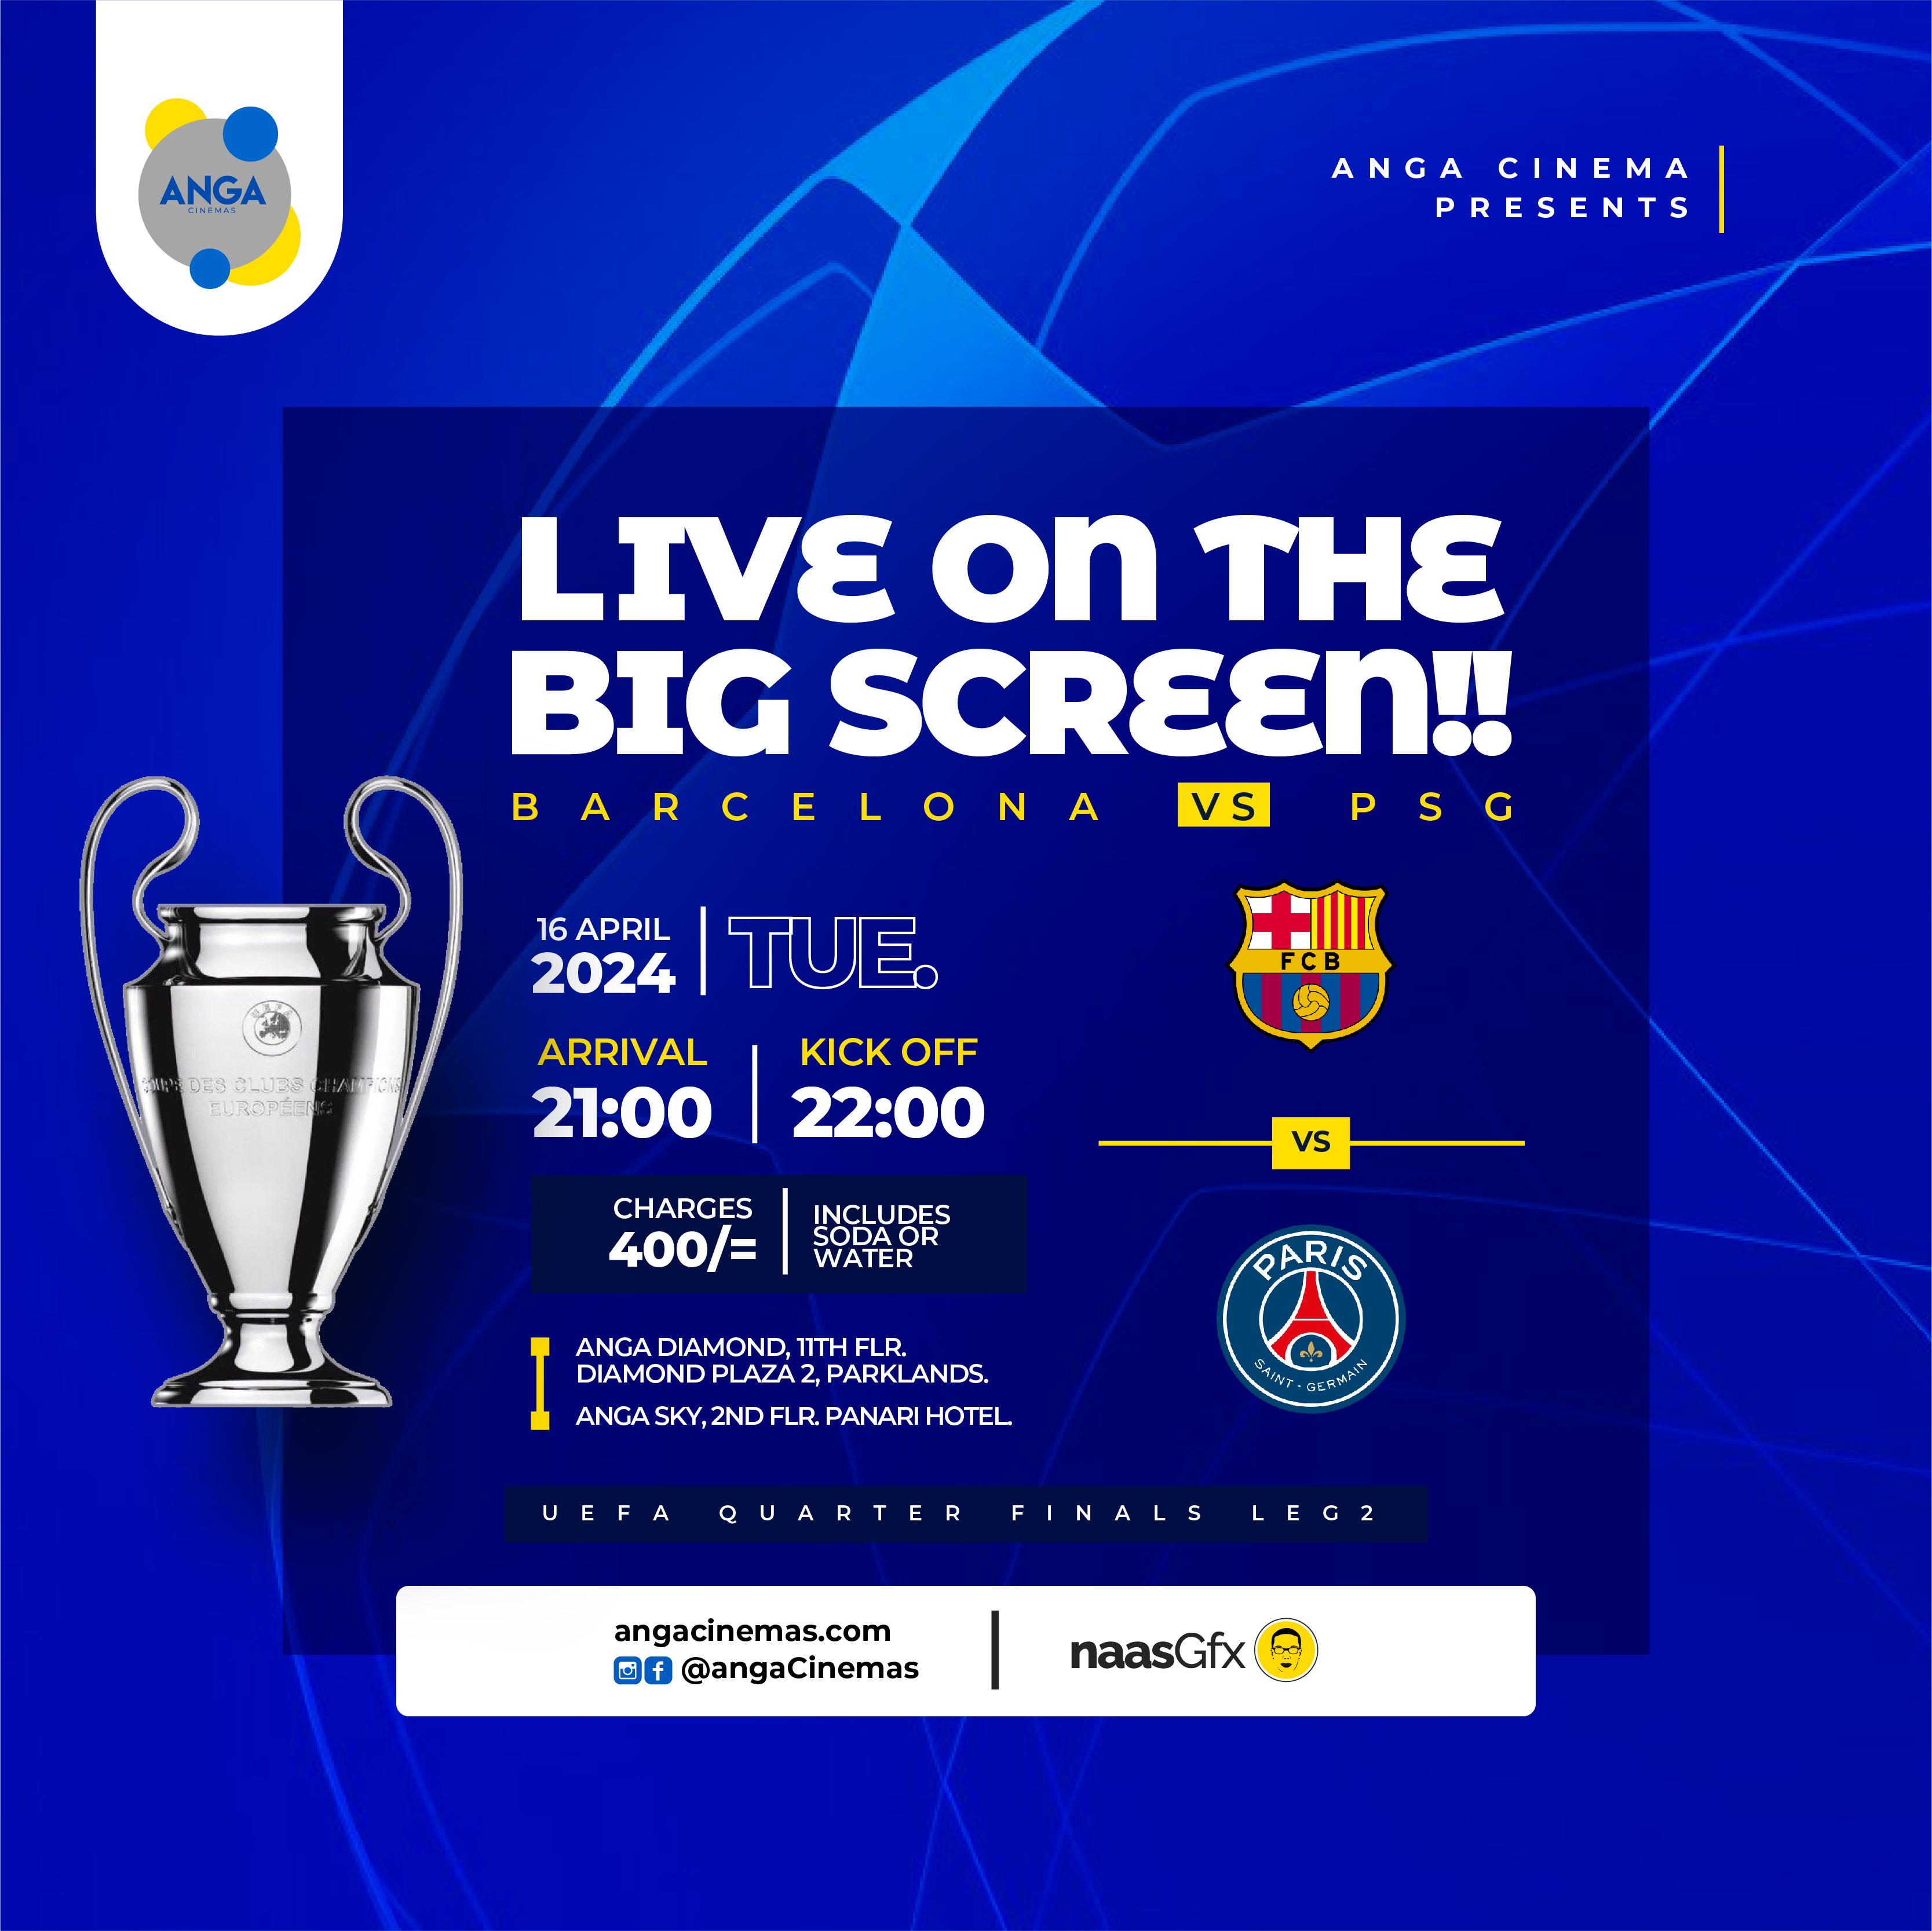 ANGA
CINEMAS
ANGA CINEMA
PRESENTS
LIVE ON THE
BIG SCREEN!!
BARCELONA VS PSG
16 APRIL
2024
TUE.
ARRIVAL
21:00
KICK OFF
22:00
CHARGES
400/=
INCLUDES
SODA OR
WATER
ANGA DIAMOND, 11TH FLR.
DIAMOND PLAZA 2, PARKLANDS.
ANGA SKY, 2ND FLR. PANARI HOTEL.
FCB
VS
PARIS
SAINT - GERMAIN
UEFA
COUPE DES CLUBS CHAMPIONS
EUROPÉENS
UEFA QUARTER FINALS LEG2
angacinemas.com
@angaCinemas
naasGfx